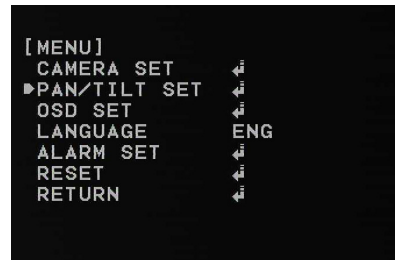 [MENU]
CAMERA SET ↲
▶PAN/TILT SET ↲
OSD SET ↲
LANGUAGE ENG
ALARM SET ↲
RESET ↲
RETURN ↲